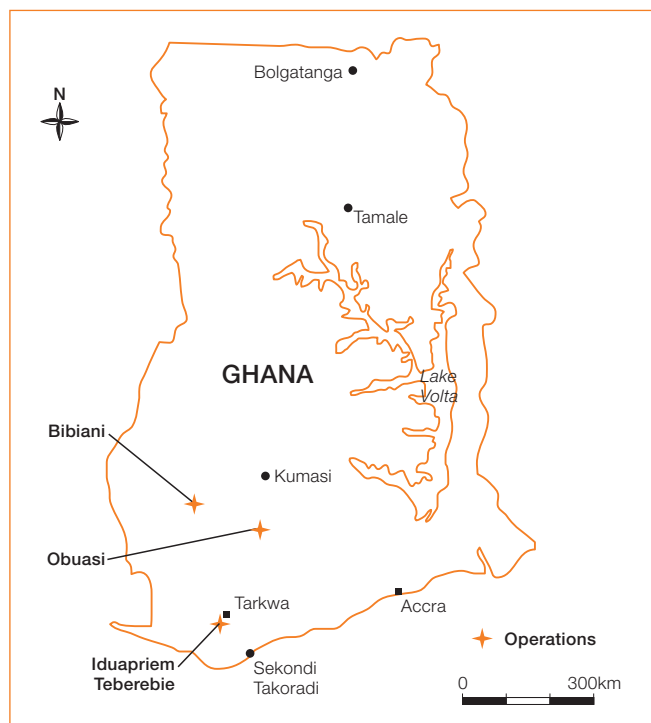 Bolgatanga
N
Tamale
GHANA
Lake
Volta
Bibiani
Kumasi
Obuasi
Tarkwa
Accra
Iduapriem
Teberebie
Operations
Sekondi
Takoradi
0 300km